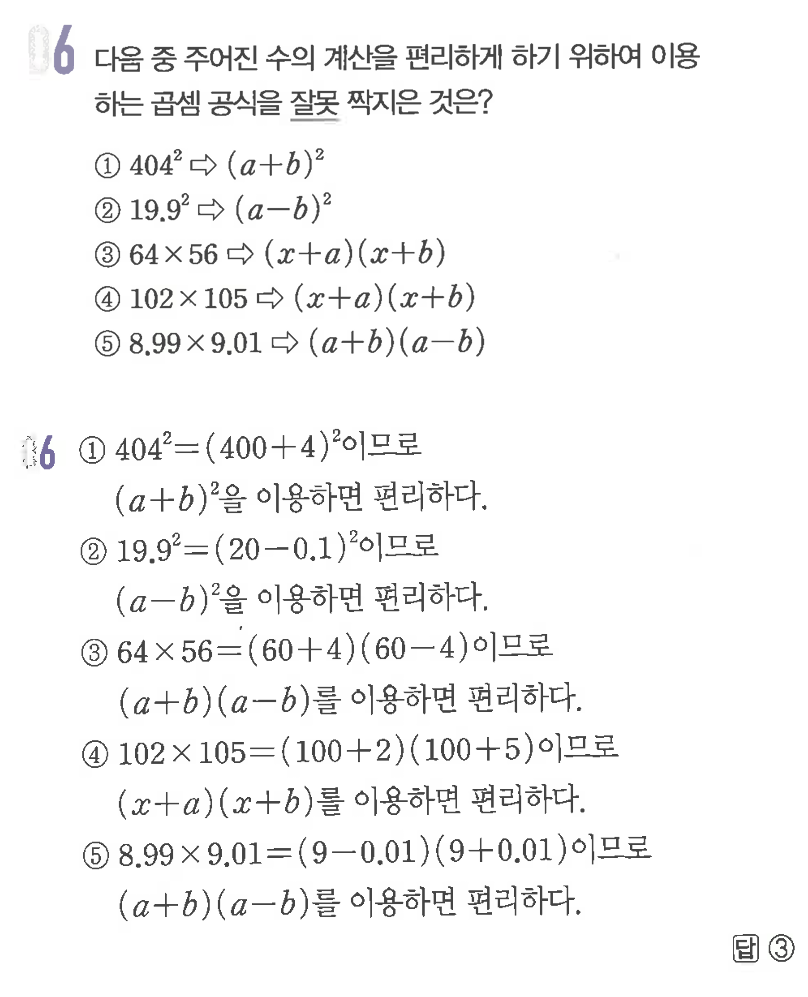 06 다음 중 주어진 수의 계산을 편리하게 하기 위하여 이용
하는 곱셈 공식을 잘못 짝지은 것은?
① 404² ⇨ (a+b)²
② 19.9² ⇨ (a-b)²
③ 64×56 ⇨ (x+a)(x+b)
④ 102×105 ⇨ (x+a)(x+b)
⑤ 8.99×9.01 ⇨ (a+b)(a-b)
06 ① 404²=(400+4)²이므로
(a+b)²을 이용하면 편리하다.
② 19.9²=(20-0.1)²이므로
(a-b)²을 이용하면 편리하다.
③ 64×56=(60+4)(60-4)이므로
(a+b)(a-b)를 이용하면 편리하다.
④ 102×105=(100+2)(100+5)이므로
(x+a)(x+b)를 이용하면 편리하다.
⑤ 8.99×9.01=(9-0.01)(9+0.01)이므로
(a+b)(a-b)를 이용하면 편리하다.
답 ③